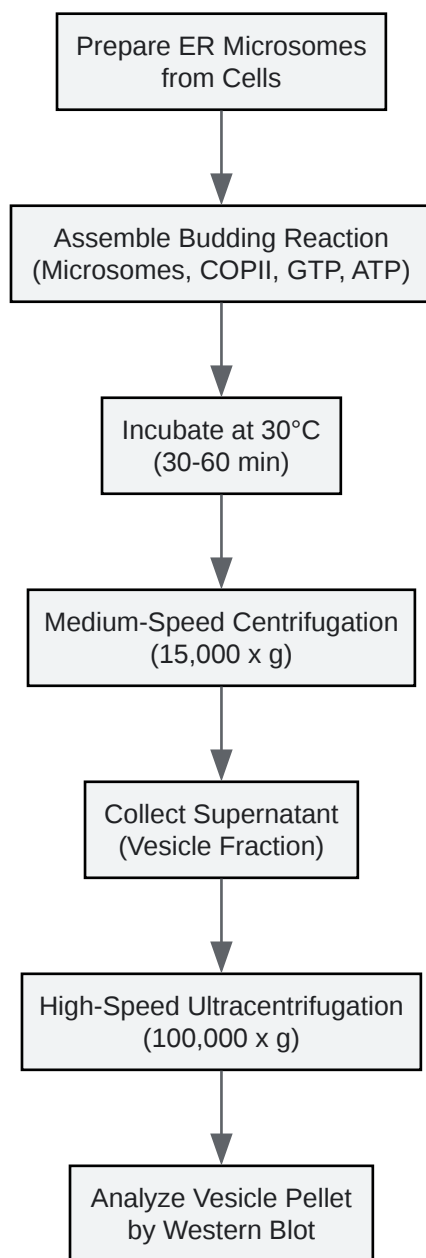 Prepare ER Microsomes
from Cells
Assemble Budding Reaction
(Microsomes, COPII, GTP, ATP)
Incubate at 30°C
(30-60 min)
Medium-Speed Centrifugation
(15,000 x g)
Collect Supernatant
(Vesicle Fraction)
High-Speed Ultracentrifugation
(100,000 x g)
Analyze Vesicle Pellet
by Western Blot